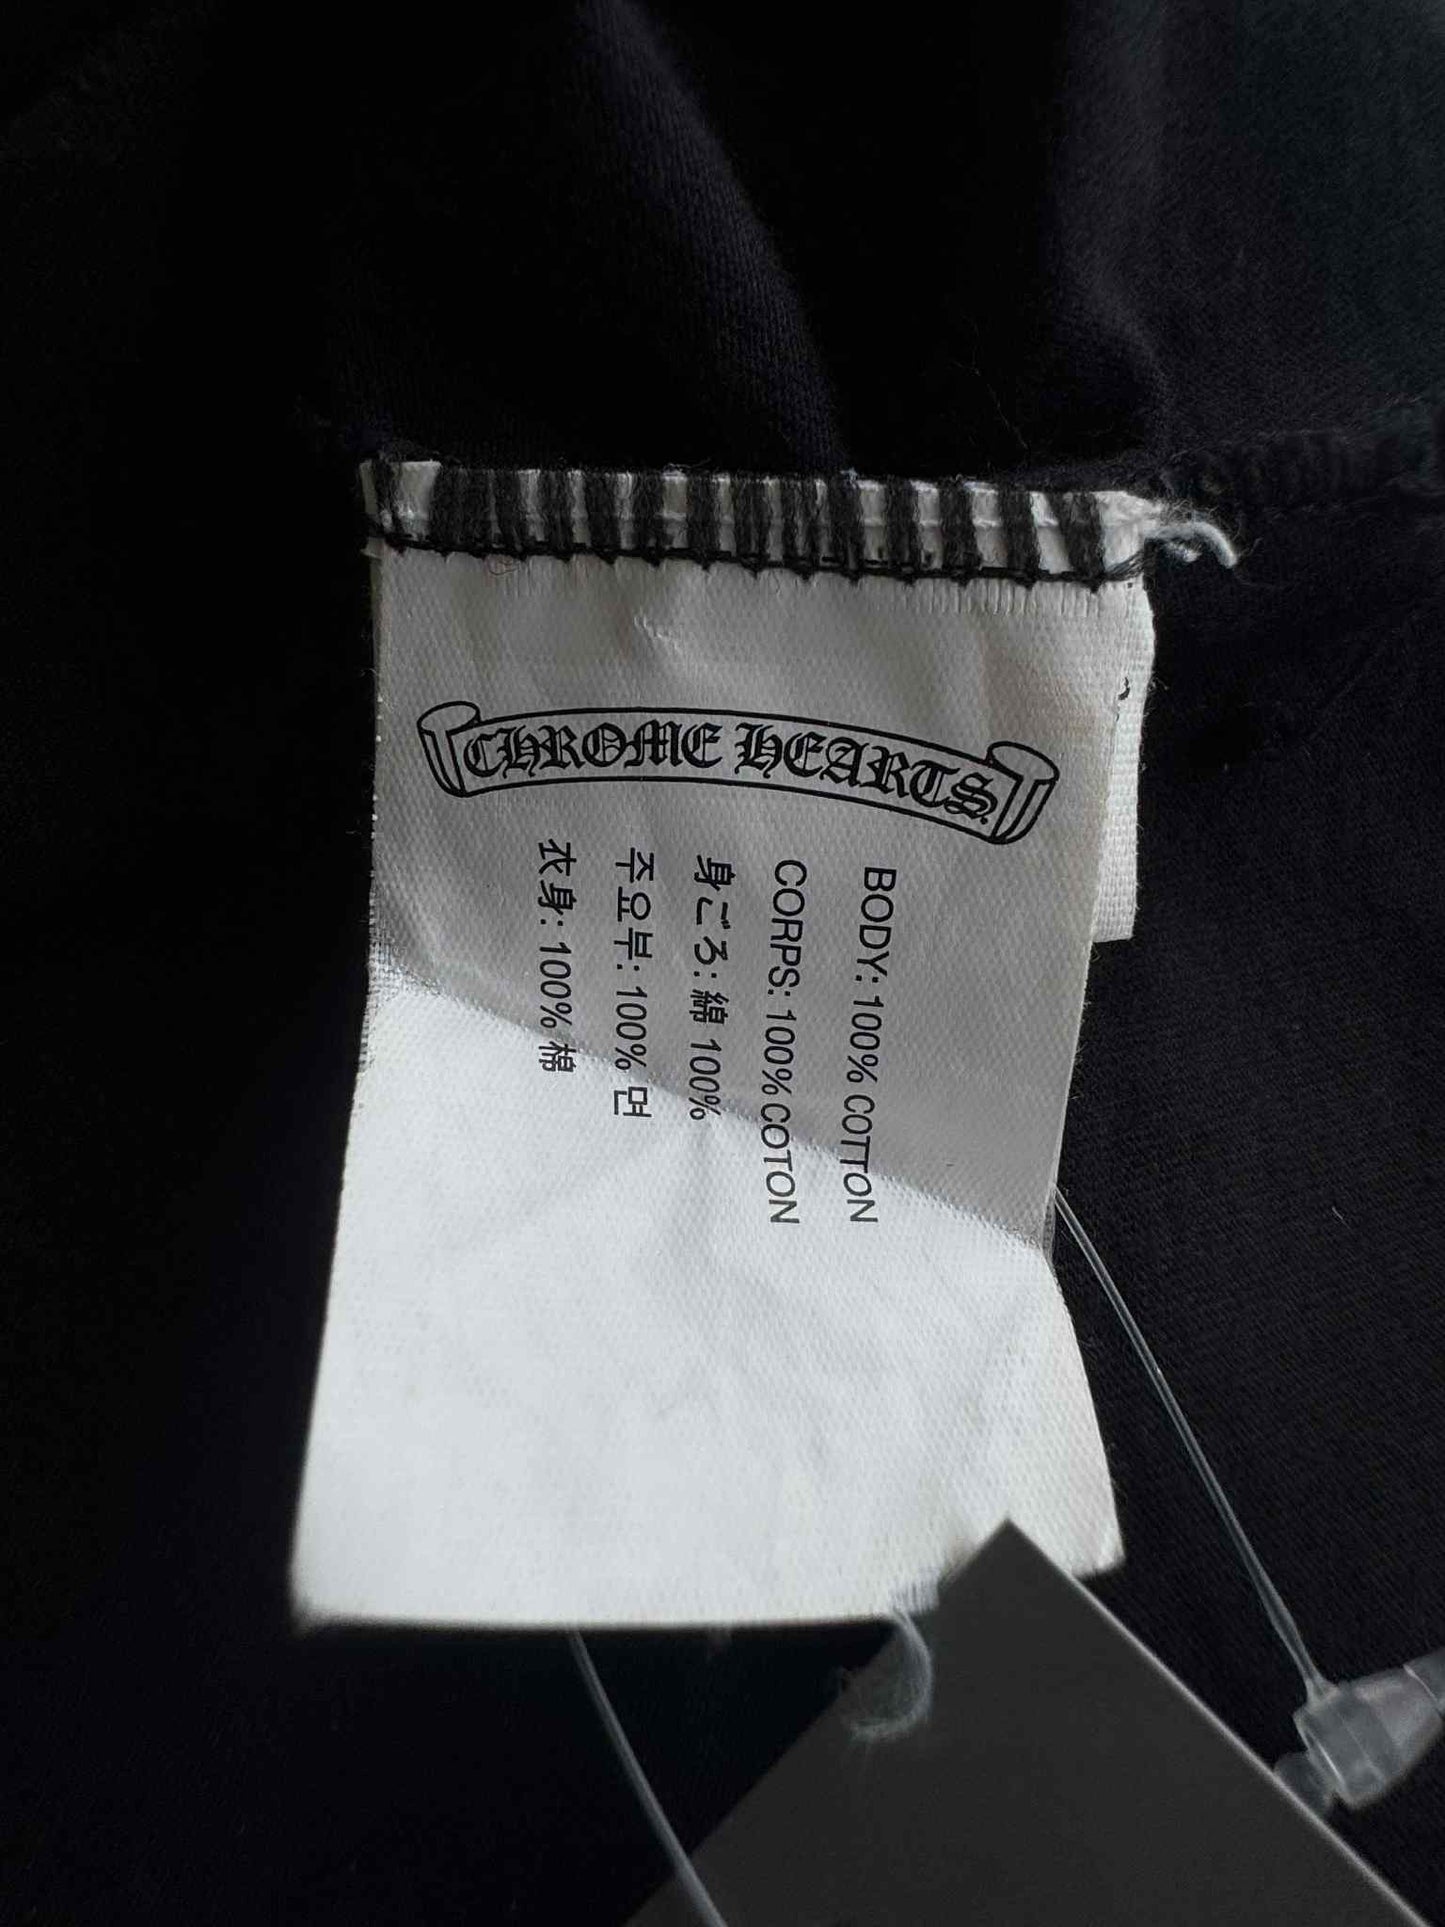 CHROME HEARTS
BODY: 100% COTTON
CORPS: 100% COTON
身ごろ: 綿 100%
주요부: 100% 면
衣身: 100% 棉